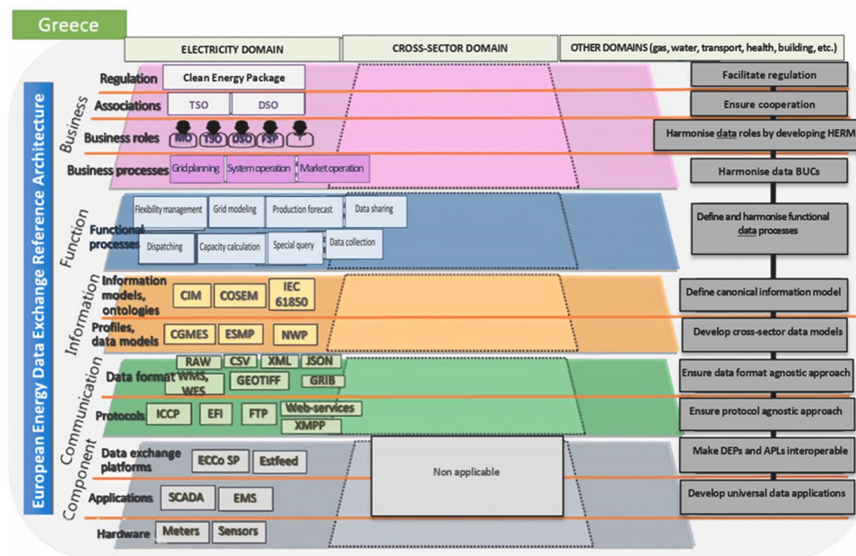 Greece
ELECTRICITY DOMAIN
CROSS-SECTOR DOMAIN
OTHER DOMAINS (gas, water, transport, health, building, etc.)
European Energy Data Exchange Reference Architecture
Business
Regulation
Clean Energy Package
Facilitate regulation
Associations
TSO
DSO
Ensure cooperation
Business roles
MO
TSO
DSO
FSP
Harmonise data roles by developing HERM
Business processes
Grid planning
System operation
Market operation
Harmonise data BUCs
Function
Functional
processes
Flexibility management
Grid modeling
Production forecast
Data sharing
Dispatching
Capacity calculation
Special query
Data collection
Define and harmonise functional
data processes
Information
Information
models,
ontologies
CIM
COSEM
IEC
61850
Define canonical information model
Profiles,
data models
CGMES
ESMP
NWP
Develop cross-sector data models
Communication
Data format
RAW
CSV
XML
JSON
WMS,
WFS
GEOTIFF
GRIB
Ensure data format agnostic approach
Protocols
ICCP
EFI
FTP
Web-services
XMPP
Ensure protocol agnostic approach
Component
Data exchange
platforms
ECCo SP
Estfeed
Non applicable
Make DEPs and APLs interoperable
Applications
SCADA
EMS
Develop universal data applications
Hardware
Meters
Sensors